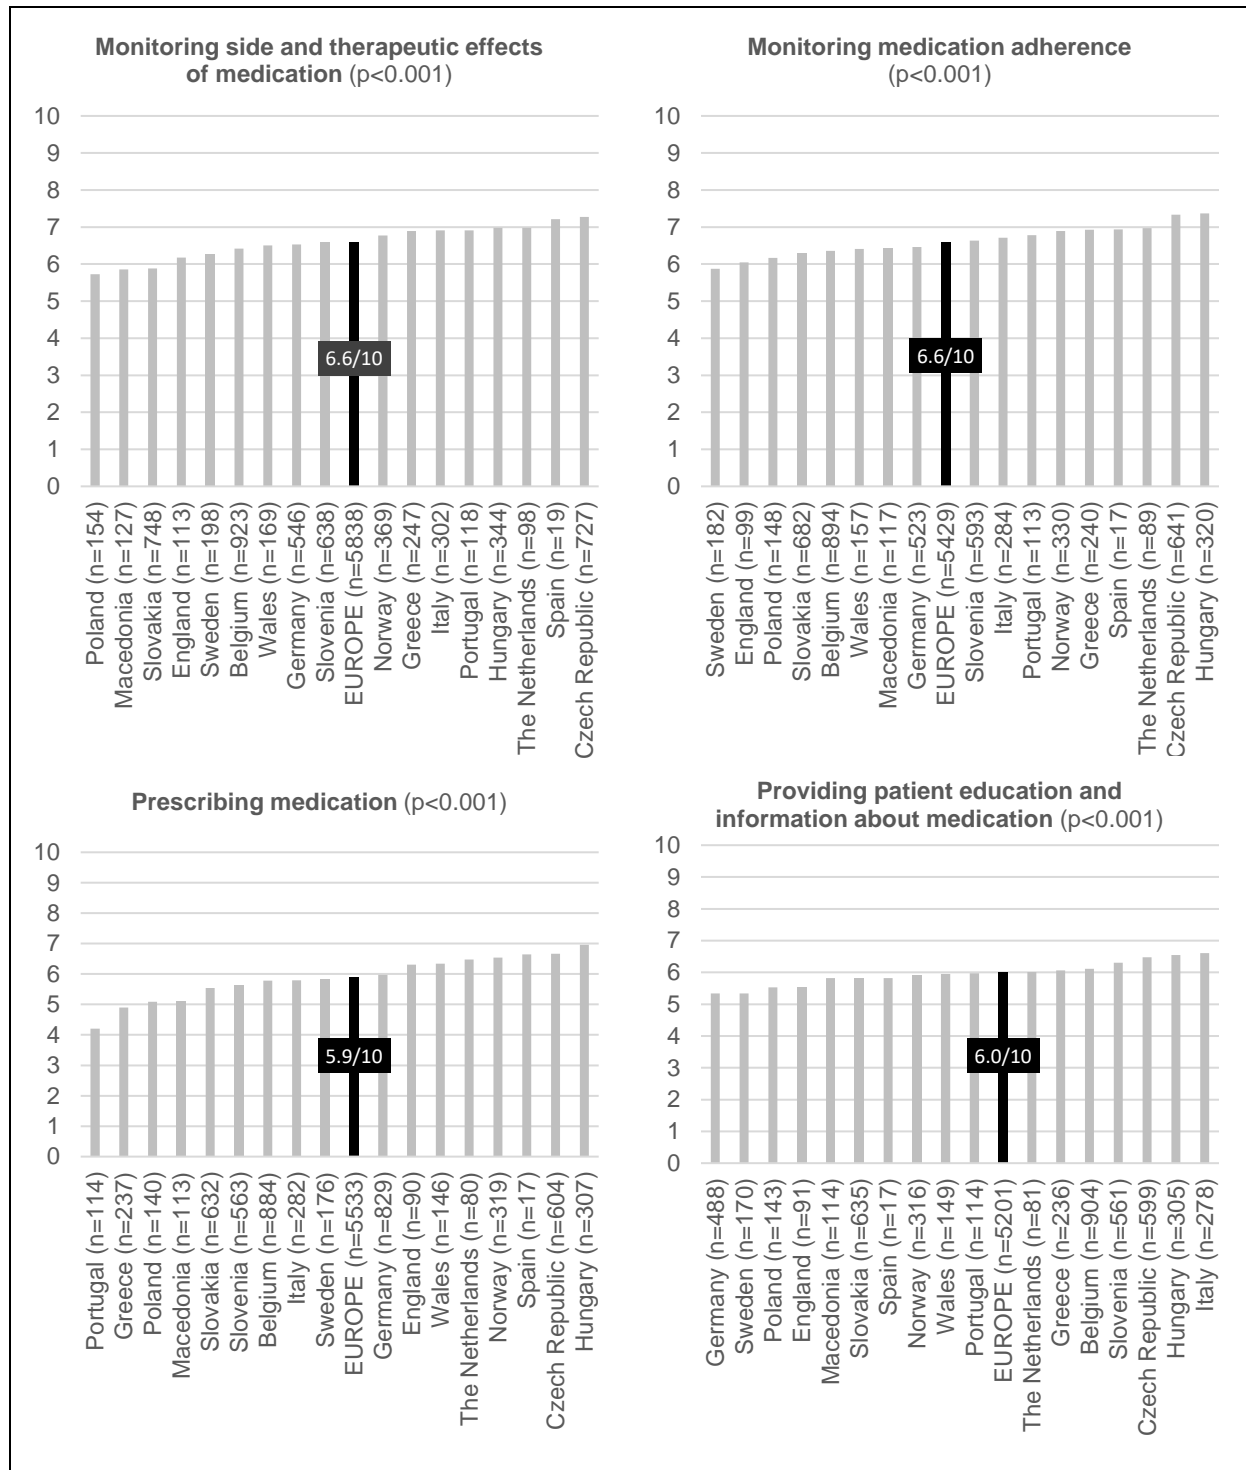 Monitoring side and therapeutic effects
of medication (p<0.001)
10
9
8
7
6
5
4
3
2
1
0
6.6/10
Poland (n=154)
Macedonia (n=127)
Slovakia (n=748)
England (n=113)
Sweden (n=198)
Belgium (n=923)
Wales (n=169)
Germany (n=546)
Slovenia (n=638)
EUROPE (n=5838)
Norway (n=369)
Greece (n=247)
Italy (n=302)
Portugal (n=118)
Hungary (n=344)
The Netherlands (n=98)
Spain (n=19)
Czech Republic (n=727)
Monitoring medication adherence
(p<0.001)
10
9
8
7
6
5
4
3
2
1
0
6.6/10
Sweden (n=182)
England (n=99)
Poland (n=148)
Slovakia (n=682)
Belgium (n=894)
Wales (n=157)
Macedonia (n=117)
Germany (n=523)
EUROPE (n=5429)
Slovenia (n=593)
Italy (n=284)
Portugal (n=113)
Norway (n=330)
Greece (n=240)
Spain (n=17)
The Netherlands (n=89)
Czech Republic (n=641)
Hungary (n=320)
Prescribing medication (p<0.001)
10
9
8
7
6
5
4
3
2
1
0
5.9/10
Portugal (n=114)
Greece (n=237)
Poland (n=140)
Macedonia (n=113)
Slovakia (n=632)
Slovenia (n=563)
Belgium (n=884)
Italy (n=282)
Sweden (n=176)
EUROPE (n=5533)
Germany (n=829)
England (n=90)
Wales (n=146)
The Netherlands (n=80)
Norway (n=319)
Spain (n=17)
Czech Republic (n=604)
Hungary (n=307)
Providing patient education and
information about medication (p<0.001)
10
9
8
7
6
5
4
3
2
1
0
6.0/10
Germany (n=488)
Sweden (n=170)
Poland (n=143)
England (n=91)
Macedonia (n=114)
Slovakia (n=635)
Spain (n=17)
Norway (n=316)
Wales (n=149)
Portugal (n=114)
EUROPE (n=5201)
The Netherlands (n=81)
Greece (n=236)
Belgium (n=904)
Slovenia (n=561)
Czech Republic (n=599)
Hungary (n=305)
Italy (n=278)